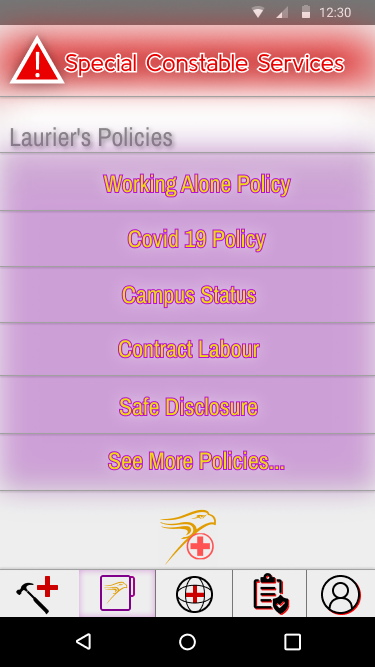 12:30
Special Constable Services
Laurier's Policies
Working Alone Policy
Covid 19 Policy
Campus Status
Contract Labour
Safe Disclosure
See More Policies...